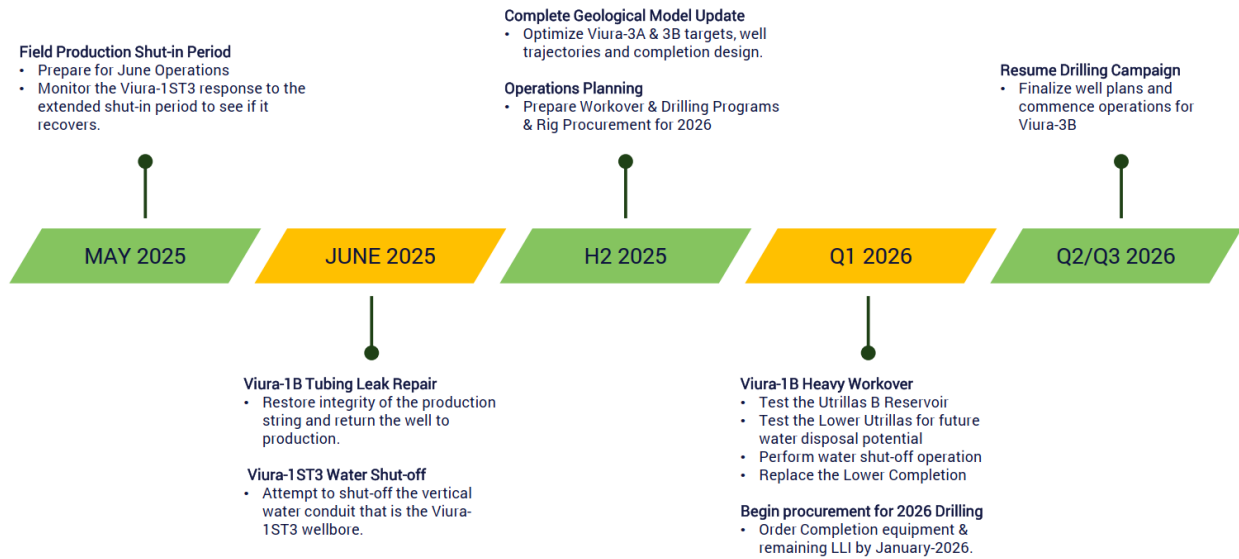 Field Production Shut-in Period
• Prepare for June Operations
• Monitor the Viura-1ST3 response to the
extended shut-in period to see if it
recovers.
Complete Geological Model Update
• Optimize Viura-3A & 3B targets, well
trajectories and completion design.
Operations Planning
• Prepare Workover & Drilling Programs
& Rig Procurement for 2026
Resume Drilling Campaign
• Finalize well plans and
commence operations for
Viura-3B
MAY 2025
JUNE 2025
H2 2025
Q1 2026
Q2/Q3 2026
Viura-1B Tubing Leak Repair
• Restore integrity of the production
string and return the well to
production.
Viura-1ST3 Water Shut-off
• Attempt to shut-off the vertical
water conduit that is the Viura-
1ST3 wellbore.
Viura-1B Heavy Workover
• Test the Utrillas B Reservoir
• Test the Lower Utrillas for future
water disposal potential
• Perform water shut-off operation
• Replace the Lower Completion
Begin procurement for 2026 Drilling
• Order Completion equipment &
remaining LLI by January-2026.